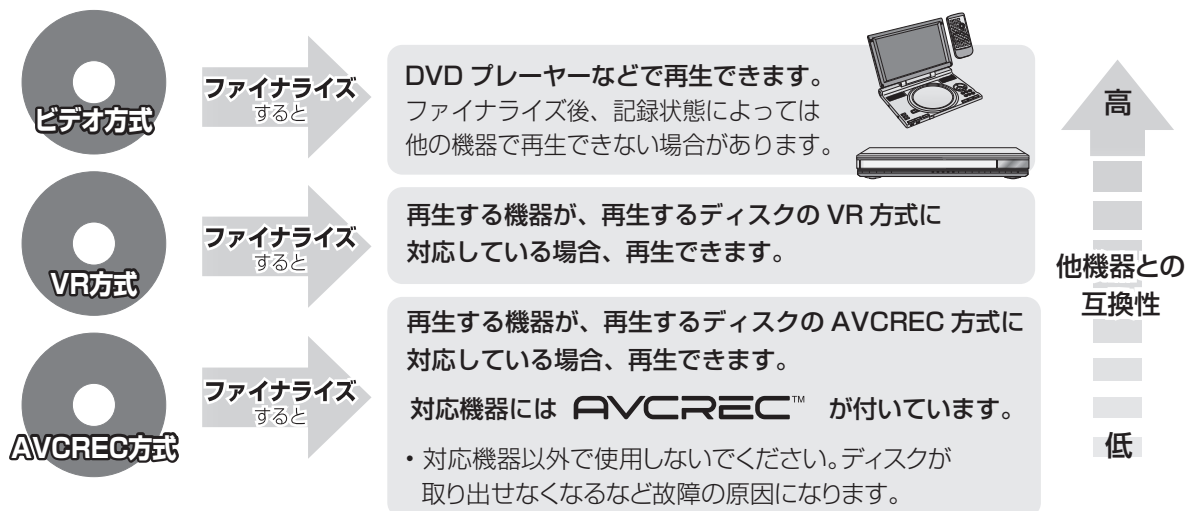 ビデオ方式
ファイナライズ
すると
DVD プレーヤーなどで再生できます。
ファイナライズ後、記録状態によっては
他の機器で再生できない場合があります。
VR方式
ファイナライズ
すると
再生する機器が、再生するディスクの VR 方式に
対応している場合、再生できます。
AVCREC方式
ファイナライズ
すると
再生する機器が、再生するディスクの AVCREC 方式に
対応している場合、再生できます。
対応機器には AVCREC™ が付いています。
・対応機器以外で使用しないでください。ディスクが
取り出せなくなるなど故障の原因になります。
高
他機器との
互換性
低